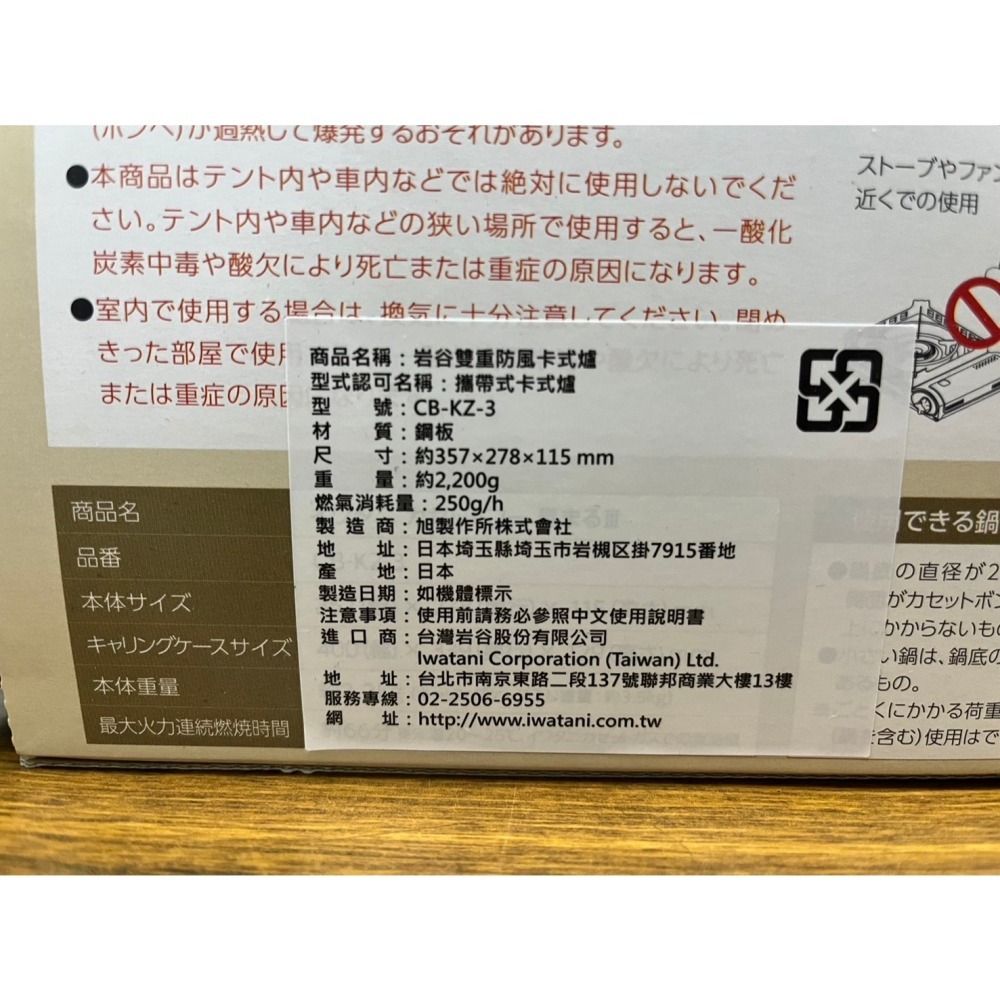 (ボンベ)が過熱して爆発するおそれがあります。
●本商品はテント内や車内などでは絶対に使用しないでくだ
さい。テント内や車内などの狭い場所で使用すると、一酸化
炭素中毒や酸欠により死亡または重症の原因になります。
●室内で使用する場合は、換気に十分注意してください。閉め
きった部屋で使用
または重症の原因
ストーブやファン
近くでの使用
商品名稱：岩谷雙重防風卡式爐
型式認可名稱：攜帶式卡式爐
型　　號：CB-KZ-3
材　　質：鋼板
尺　　寸：約357×278×115 mm
重　　量：約2,200g
燃氣消耗量：250g/h
製 造 商：旭製作所株式會社
地　　址：日本埼玉縣埼玉市岩槻区掛7915番地
產　　地：日本
製造日期：如機體標示
注意事項：使用前請務必參照中文使用說明書
進 口 商：台灣岩谷股份有限公司
Iwatani Corporation (Taiwan) Ltd.
地　　址：台北市南京東路二段137號聯邦商業大樓13樓
服務專線：02-2506-6955
網　　址：http://www.iwatani.com.tw
商品名
品番
本体サイズ
キャリングケースサイズ
本体重量
最大火力連続燃焼時間
できる鍋
の直径が2
がカセットボン
かからないもの
い鍋は、鍋底の
もの。
くにかかる荷重
含む)使用はで